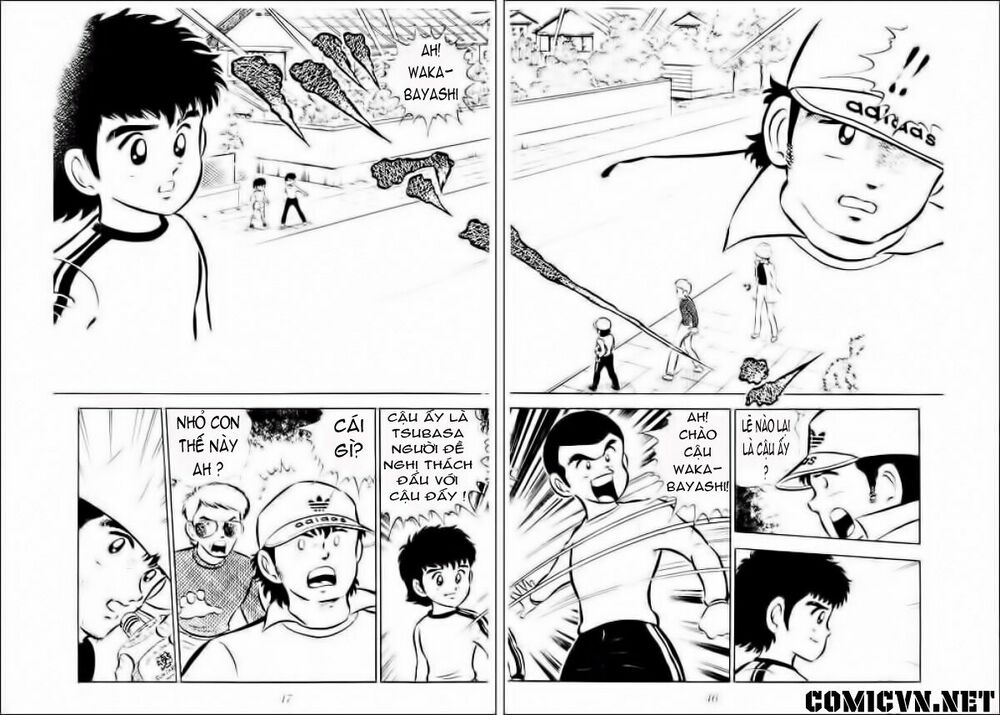 adidas
LẼ NÀO LẠI
LÀ CẬU ẤY
?
AH!
CHÀO
CẬU
WAKA-
BAYASHI!
16
AH!
WAKA-
BAYASHI
CẬU ẤY LÀ
TSUBASA
NGƯỜI ĐỀ
NGHỊ THÁCH
ĐẤU VỚI
CẬU ĐẤY !
CÁI
GÌ?
adidas
NHỎ CON
THẾ NÀY
AH ?
17
COMICVN.NET